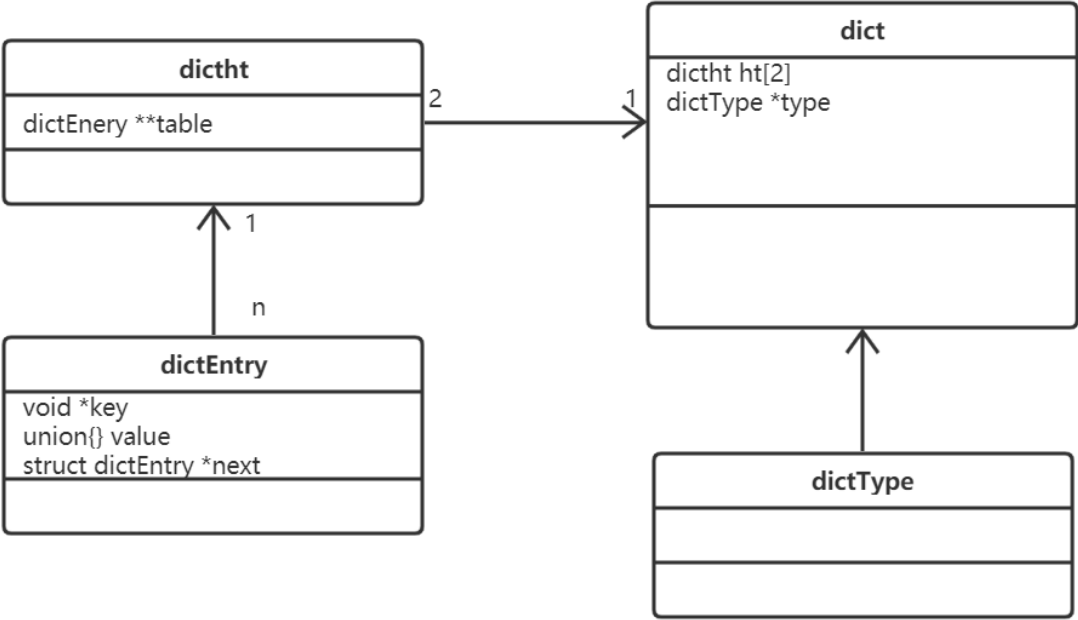 dictht
dictEnery **table
2
1
dict
dictht ht[2]
dictType *type
1
n
dictEntry
void *key
union{} value
struct dictEntry *next
dictType